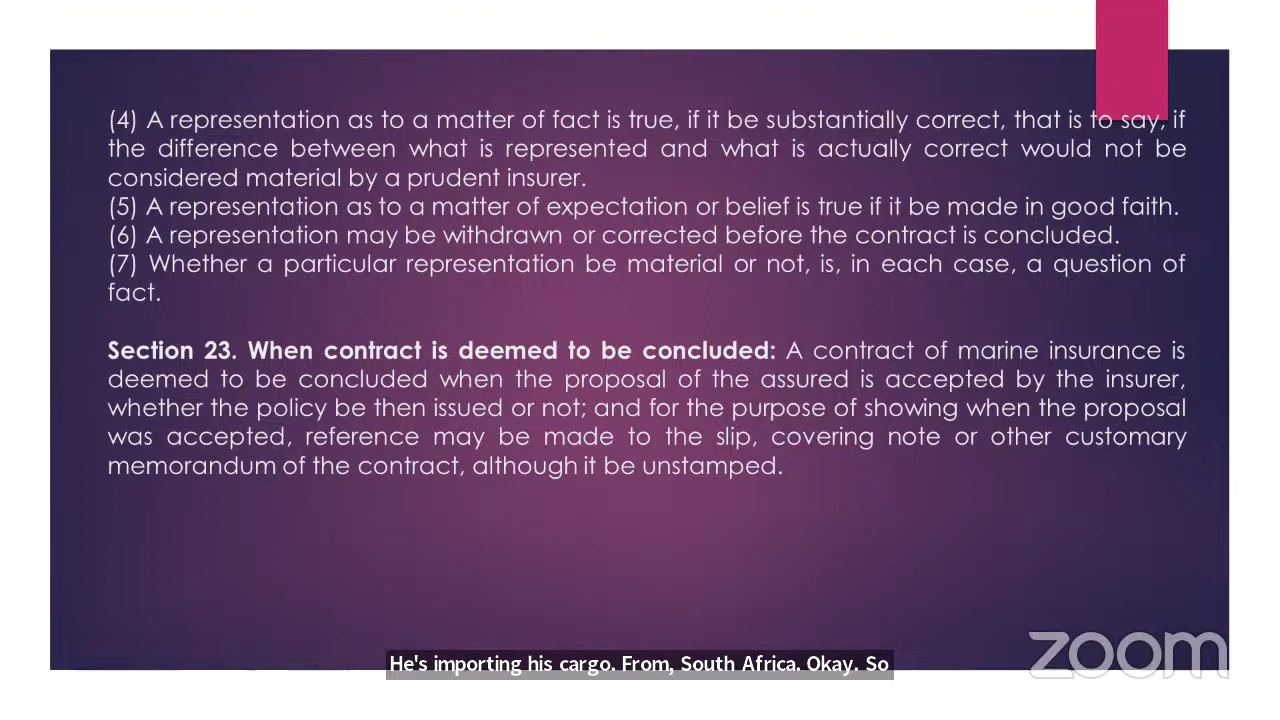 (4) A representation as to a matter of fact is true, if it be substantially correct, that is to say, if
the difference between what is represented and what is actually correct would not be
considered material by a prudent insurer.
(5) A representation as to a matter of expectation or belief is true if it be made in good faith.
(6) A representation may be withdrawn or corrected before the contract is concluded.
(7) Whether a particular representation be material or not, is, in each case, a question of
fact.
Section 23. When contract is deemed to be concluded: A contract of marine insurance is
deemed to be concluded when the proposal of the assured is accepted by the insurer,
whether the policy be then issued or not; and for the purpose of showing when the proposal
was accepted, reference may be made to the slip, covering note or other customary
memorandum of the contract, although it be unstamped.
zoom
He's importing his cargo. From, South Africa. Okay. So